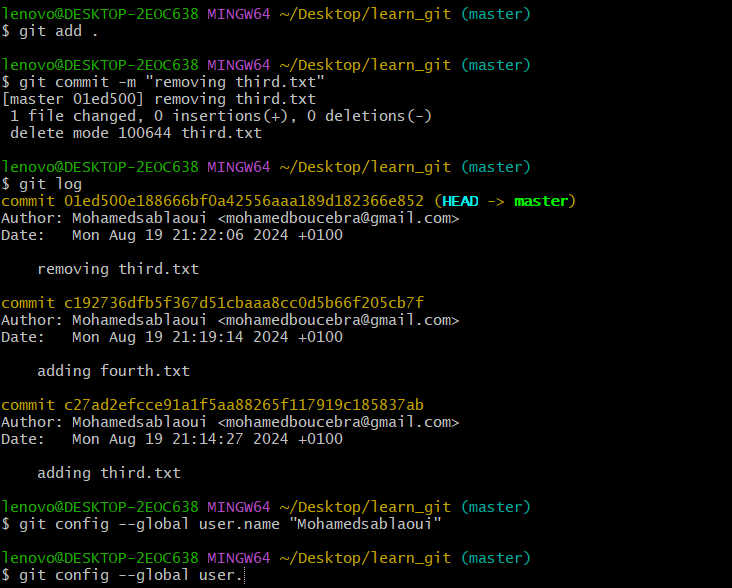 lenovo@DESKTOP-2EOC638 MINGW64 ~/Desktop/learn_git (master)
$ git add .
lenovo@DESKTOP-2EOC638 MINGW64 ~/Desktop/learn_git (master)
$ git commit -m "removing third.txt"
[master 01ed500] removing third.txt
 1 file changed, 0 insertions(+), 0 deletions(-)
 delete mode 100644 third.txt
lenovo@DESKTOP-2EOC638 MINGW64 ~/Desktop/learn_git (master)
$ git log
commit 01ed500e188666bf0a42556aaa189d182366e852 (HEAD -> master)
Author: Mohamedsablaoui <mohamedboucebra@gmail.com>
Date:   Mon Aug 19 21:22:06 2024 +0100
    removing third.txt
commit c192736dfb5f367d51cbaaa8cc0d5b66f205cb7f
Author: Mohamedsablaoui <mohamedboucebra@gmail.com>
Date:   Mon Aug 19 21:19:14 2024 +0100
    adding fourth.txt
commit c27ad2efcce91a1f5aa88265f117919c185837ab
Author: Mohamedsablaoui <mohamedboucebra@gmail.com>
Date:   Mon Aug 19 21:14:27 2024 +0100
    adding third.txt
lenovo@DESKTOP-2EOC638 MINGW64 ~/Desktop/learn_git (master)
$ git config --global user.name "Mohamedsablaoui"
lenovo@DESKTOP-2EOC638 MINGW64 ~/Desktop/learn_git (master)
$ git config --global user.